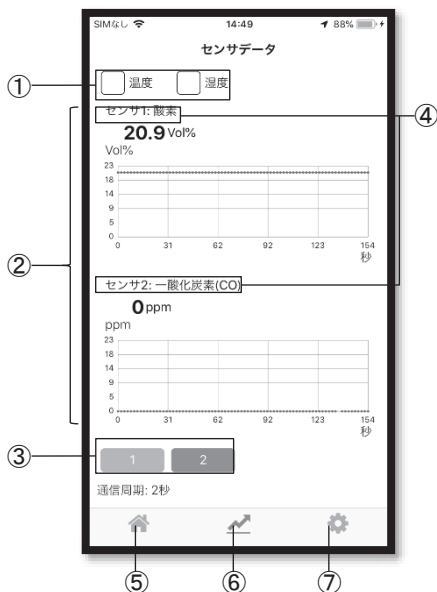 SIMなし 14:49 88%
センサデータ
① 温度 湿度
センサ1: 酸素 ④
20.9 Vol%
Vol%
23
18
14
9
5
0
0 31 62 92 123 154
秒
②
センサ2: 一酸化炭素(CO)
0 ppm
ppm
23
18
14
9
5
0
0 31 62 92 123 154
秒
③ 1 2
通信周期: 2秒
⑤ ⑥ ⑦